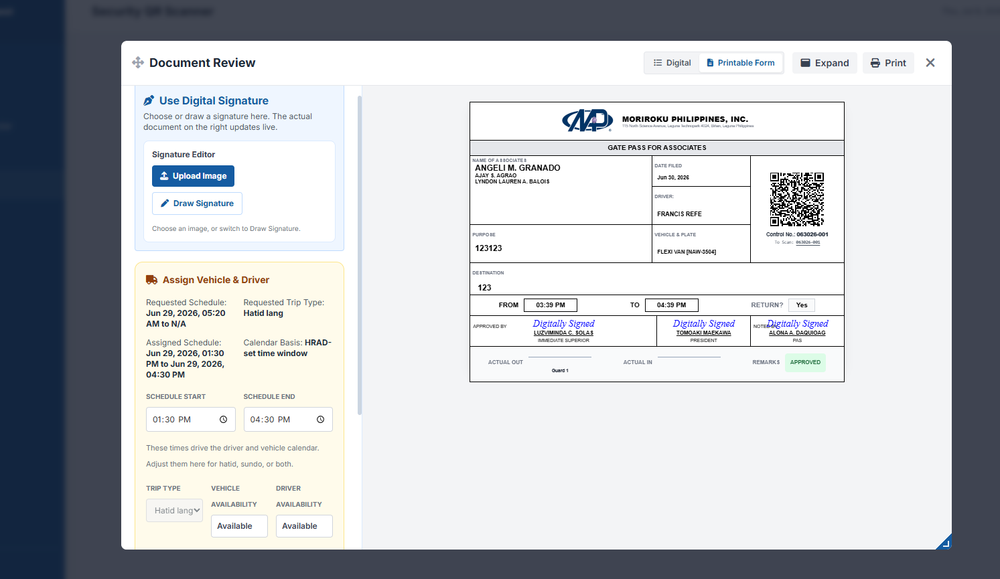 Security QR Scanner
Document Review
Digital
Printable Form
Expand
Print
Use Digital Signature
Choose or draw a signature here. The actual
document on the right updates live.
Signature Editor
Upload Image
Draw Signature
Choose an image, or switch to Draw Signature.
Assign Vehicle & Driver
Requested Schedule:
Jun 29, 2026, 05:20
AM to N/A
Requested Trip Type:
Hatid lang
Assigned Schedule:
Jun 29, 2026, 01:30
PM to Jun 29, 2026,
04:30 PM
Calendar Basis: HRAD-
set time window
SCHEDULE START
SCHEDULE END
01:30 PM
04:30 PM
These times drive the driver and vehicle calendar.
Adjust them here for hatid, sundo, or both.
TRIP TYPE
Hatid lang
VEHICLE
AVAILABILITY
Available
DRIVER
AVAILABILITY
Available
MORIROKU PHILIPPINES, INC.
115 North Science Avenue, Laguna Technopark 4024, Biñan, Laguna Philippines
GATE PASS FOR ASSOCIATES
NAME OF ASSOCIATES
ANGELI M. GRANADO
AJAY S. AGRAO
LYNDON LAUREN A. BALOIS
DATE FILED
Jun 30, 2026
DRIVER:
FRANCIS REFE
Control No.: 063026-001
To Scan: 063026-001
PURPOSE
123123
VEHICLE & PLATE
FLEXI VAN [NAW-3504]
DESTINATION
123
FROM 03:39 PM TO 04:39 PM RETURN? Yes
APPROVED BY
Digitally Signed
LUZVIMINDA C. SOLAS
IMMEDIATE SUPERIOR
Digitally Signed
TOMOAKI MAEKAWA
PRESIDENT
NOTED BY
Digitally Signed
ALONA A. DAQUIOAG
PAS
ACTUAL OUT
Guard 1
ACTUAL IN
REMARKS APPROVED